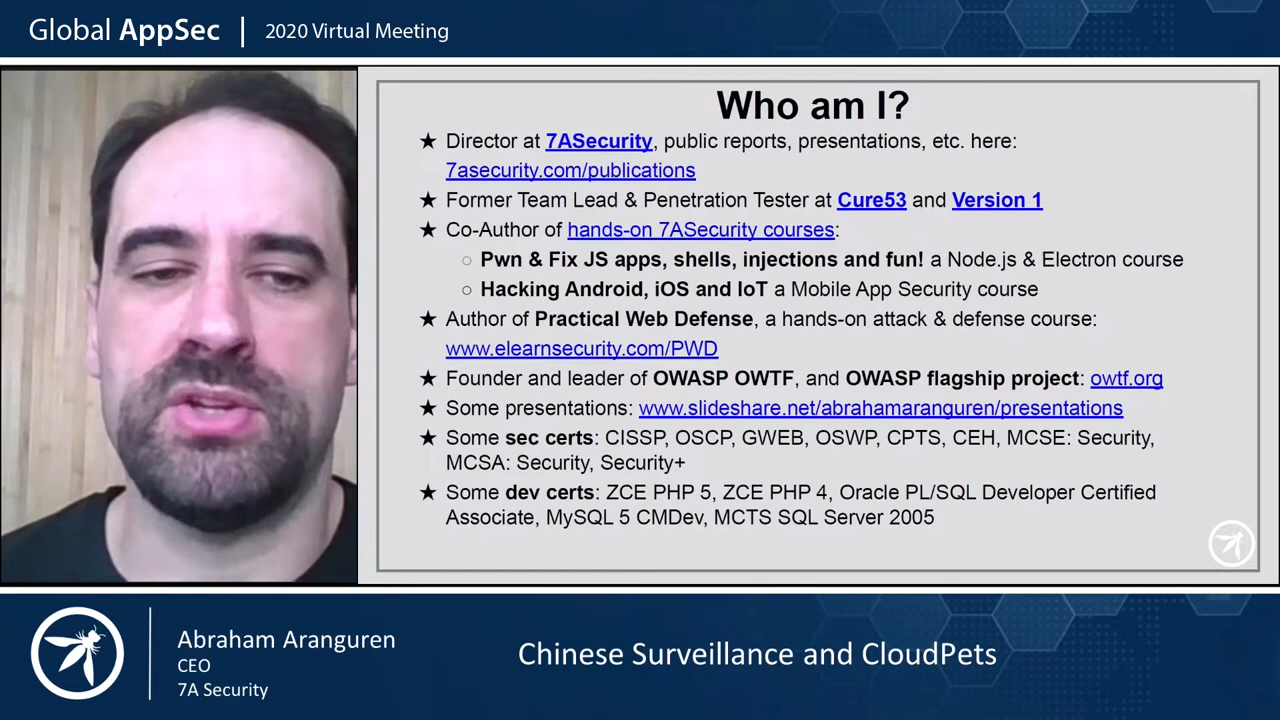 Global AppSec | 2020 Virtual Meeting
Who am I?
★ Director at 7ASecurity, public reports, presentations, etc. here:
7asecurity.com/publications
★ Former Team Lead & Penetration Tester at Cure53 and Version 1
★ Co-Author of hands-on 7ASecurity courses:
○ Pwn & Fix JS apps, shells, injections and fun! a Node.js & Electron course
○ Hacking Android, iOS and IoT a Mobile App Security course
★ Author of Practical Web Defense, a hands-on attack & defense course:
www.elearnsecurity.com/PWD
★ Founder and leader of OWASP OWTF, and OWASP flagship project: owtf.org
★ Some presentations: www.slideshare.net/abrahamaranguren/presentations
★ Some sec certs: CISSP, OSCP, GWEB, OSWP, CPTS, CEH, MCSE: Security,
MCSA: Security, Security+
★ Some dev certs: ZCE PHP 5, ZCE PHP 4, Oracle PL/SQL Developer Certified
Associate, MySQL 5 CMDev, MCTS SQL Server 2005
Abraham Aranguren
CEO
7A Security
Chinese Surveillance and CloudPets